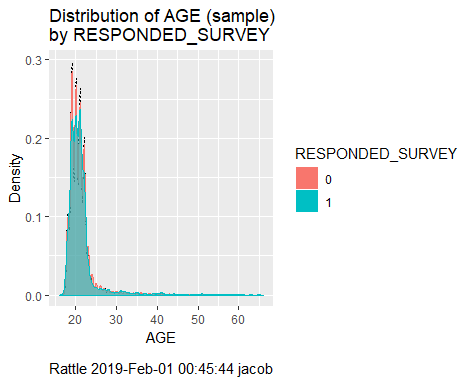 Distribution of AGE (sample)
by RESPONDED_SURVEY
0.3
0.2
0.1
0.0
Density
20 30 40 50 60
AGE
RESPONDED_SURVEY
0
1
Rattle 2019-Feb-01 00:45:44 jacob